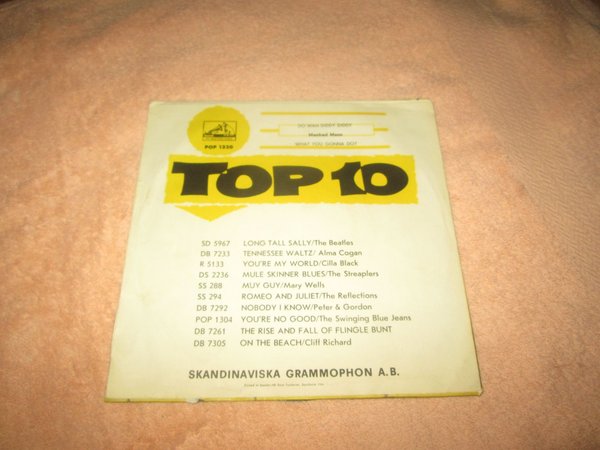 DO WAH DIDDY DIDDY
Manfred Mann
WHAT YOU GONNA DO?
POP 1320
TOP 10
SD 5967 LONG TALL SALLY/The Beatles
DB 7233 TENNESSEE WALTZ/ Alma Cogan
R 5133 YOU'RE MY WORLD/Cilla Black
DS 2236 MULE SKINNER BLUES/The Streaplers
SS 288 MUY GUY/Mary Wells
SS 294 ROMEO AND JULIET/The Reflections
DB 7292 NOBODY I KNOW/Peter & Gordon
POP 1304 YOU'RE NO GOOD/The Swinging Blue Jeans
DB 7261 THE RISE AND FALL OF FLINGLE BUNT
DB 7305 ON THE BEACH/Cliff Richard
SKANDINAVISKA GRAMMOPHON A.B.